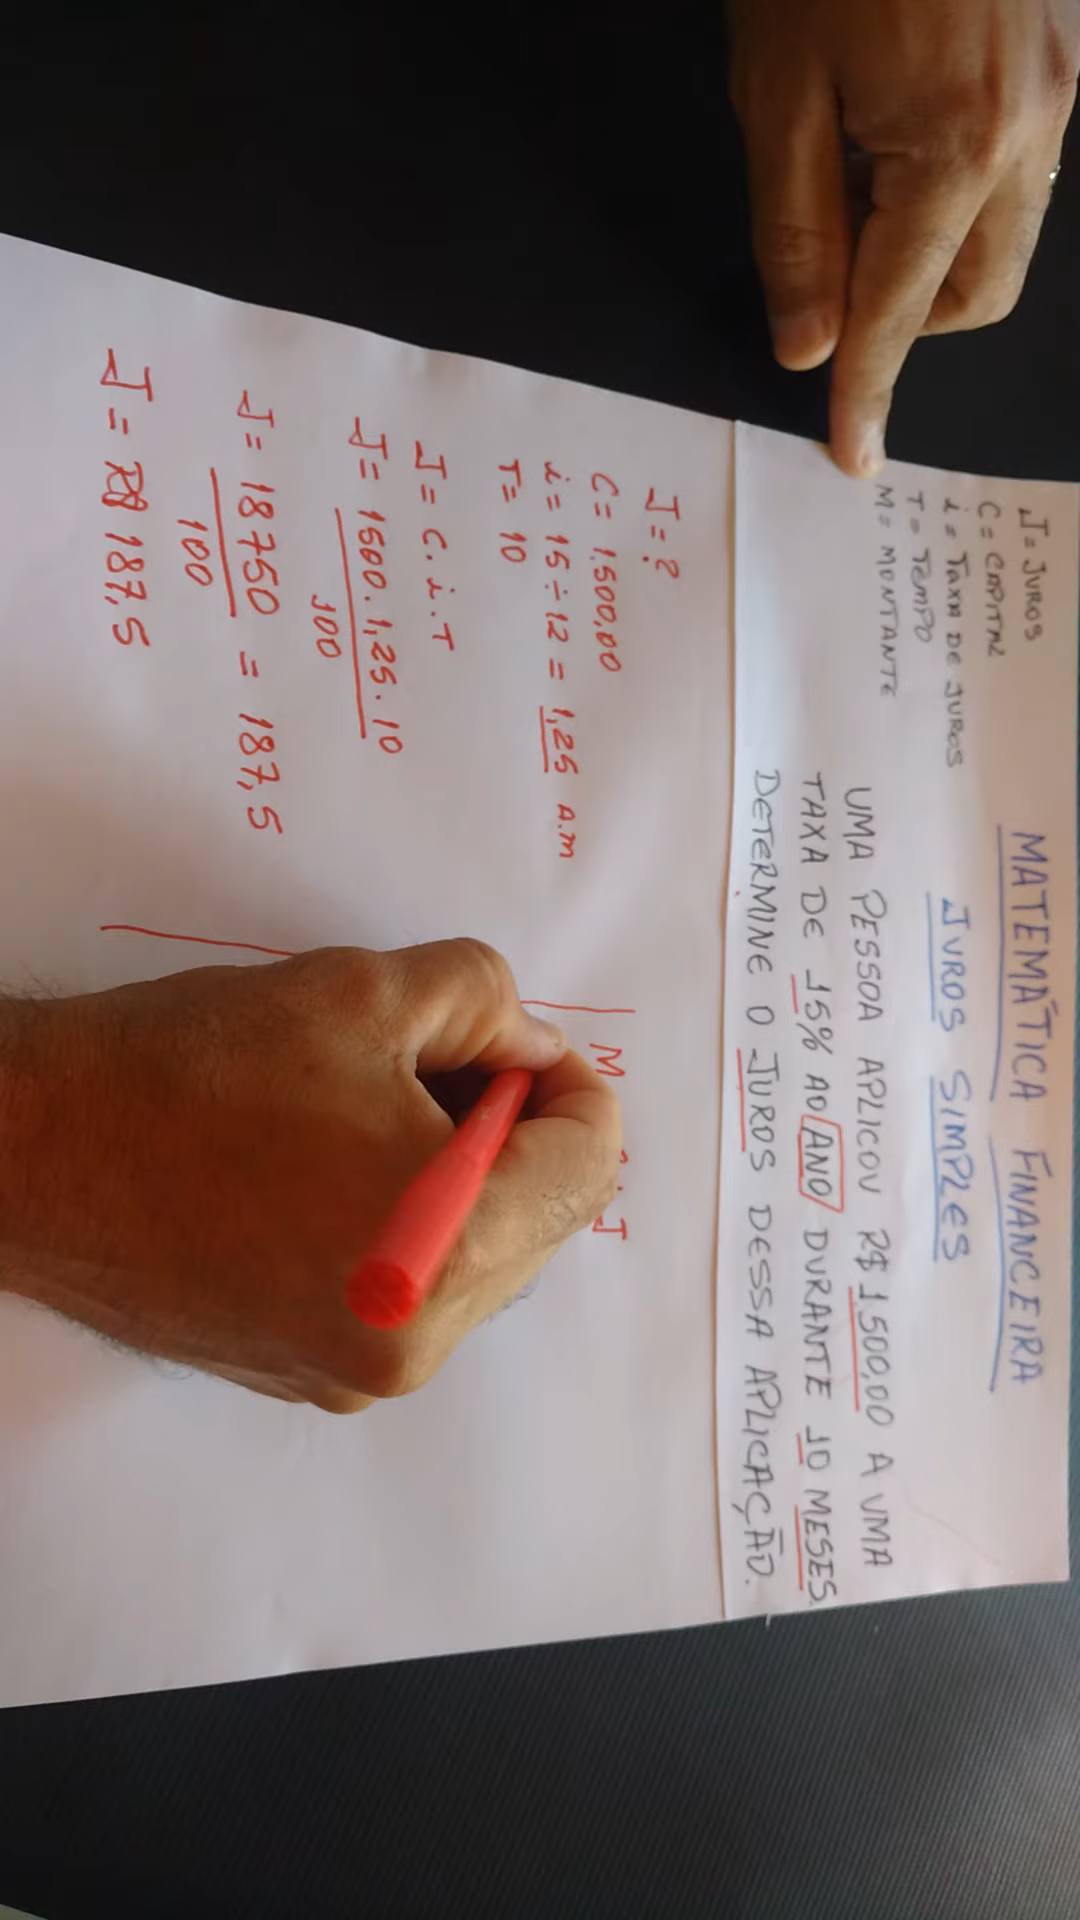 MATEMÁTICA FINANCEIRA
JUROS SIMPLES
J = JUROS
C = CAPITAL
i = TAXA DE JUROS
T = TEMPO
M = MONTANTE
UMA PESSOA APLICOU R$ 1.500,00 A UMA
TAXA DE 15% AO ANO DURANTE 10 MESES.
DETERMINE O JUROS DESSA APLICAÇÃO.
J = ?
C = 1.500,00
i = 15 ÷ 12 = 1,25 A.m
T = 10
J = C . i . T
J = 1500 . 1,25 . 10
100
J = 18750 = 187,5
100
J = R$ 187,5
M J